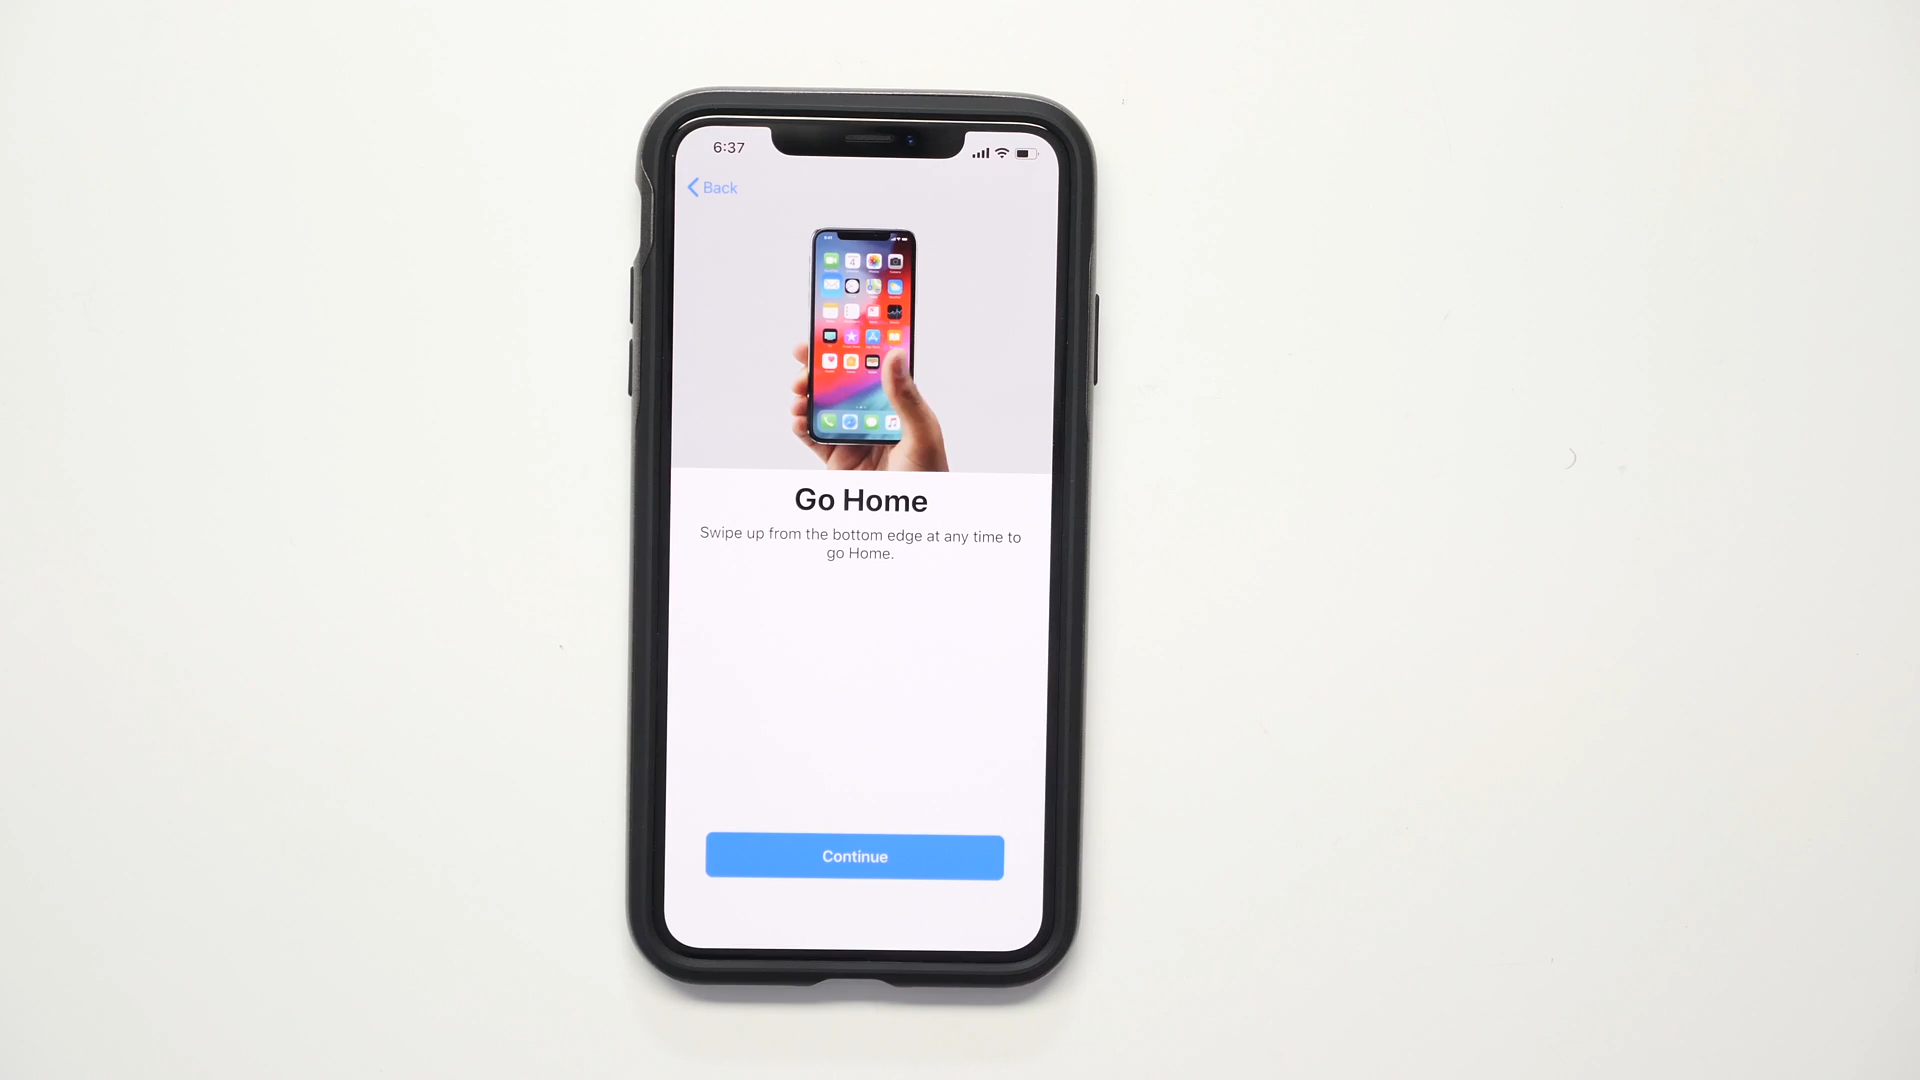 6:37
Back
Go Home
Swipe up from the bottom edge at any time to
go Home.
Continue